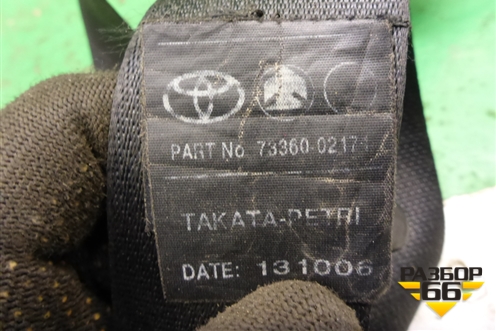 PART No 73360-0217
TAKATA-PETRI
DATE: 131006
РАЗБОР
66